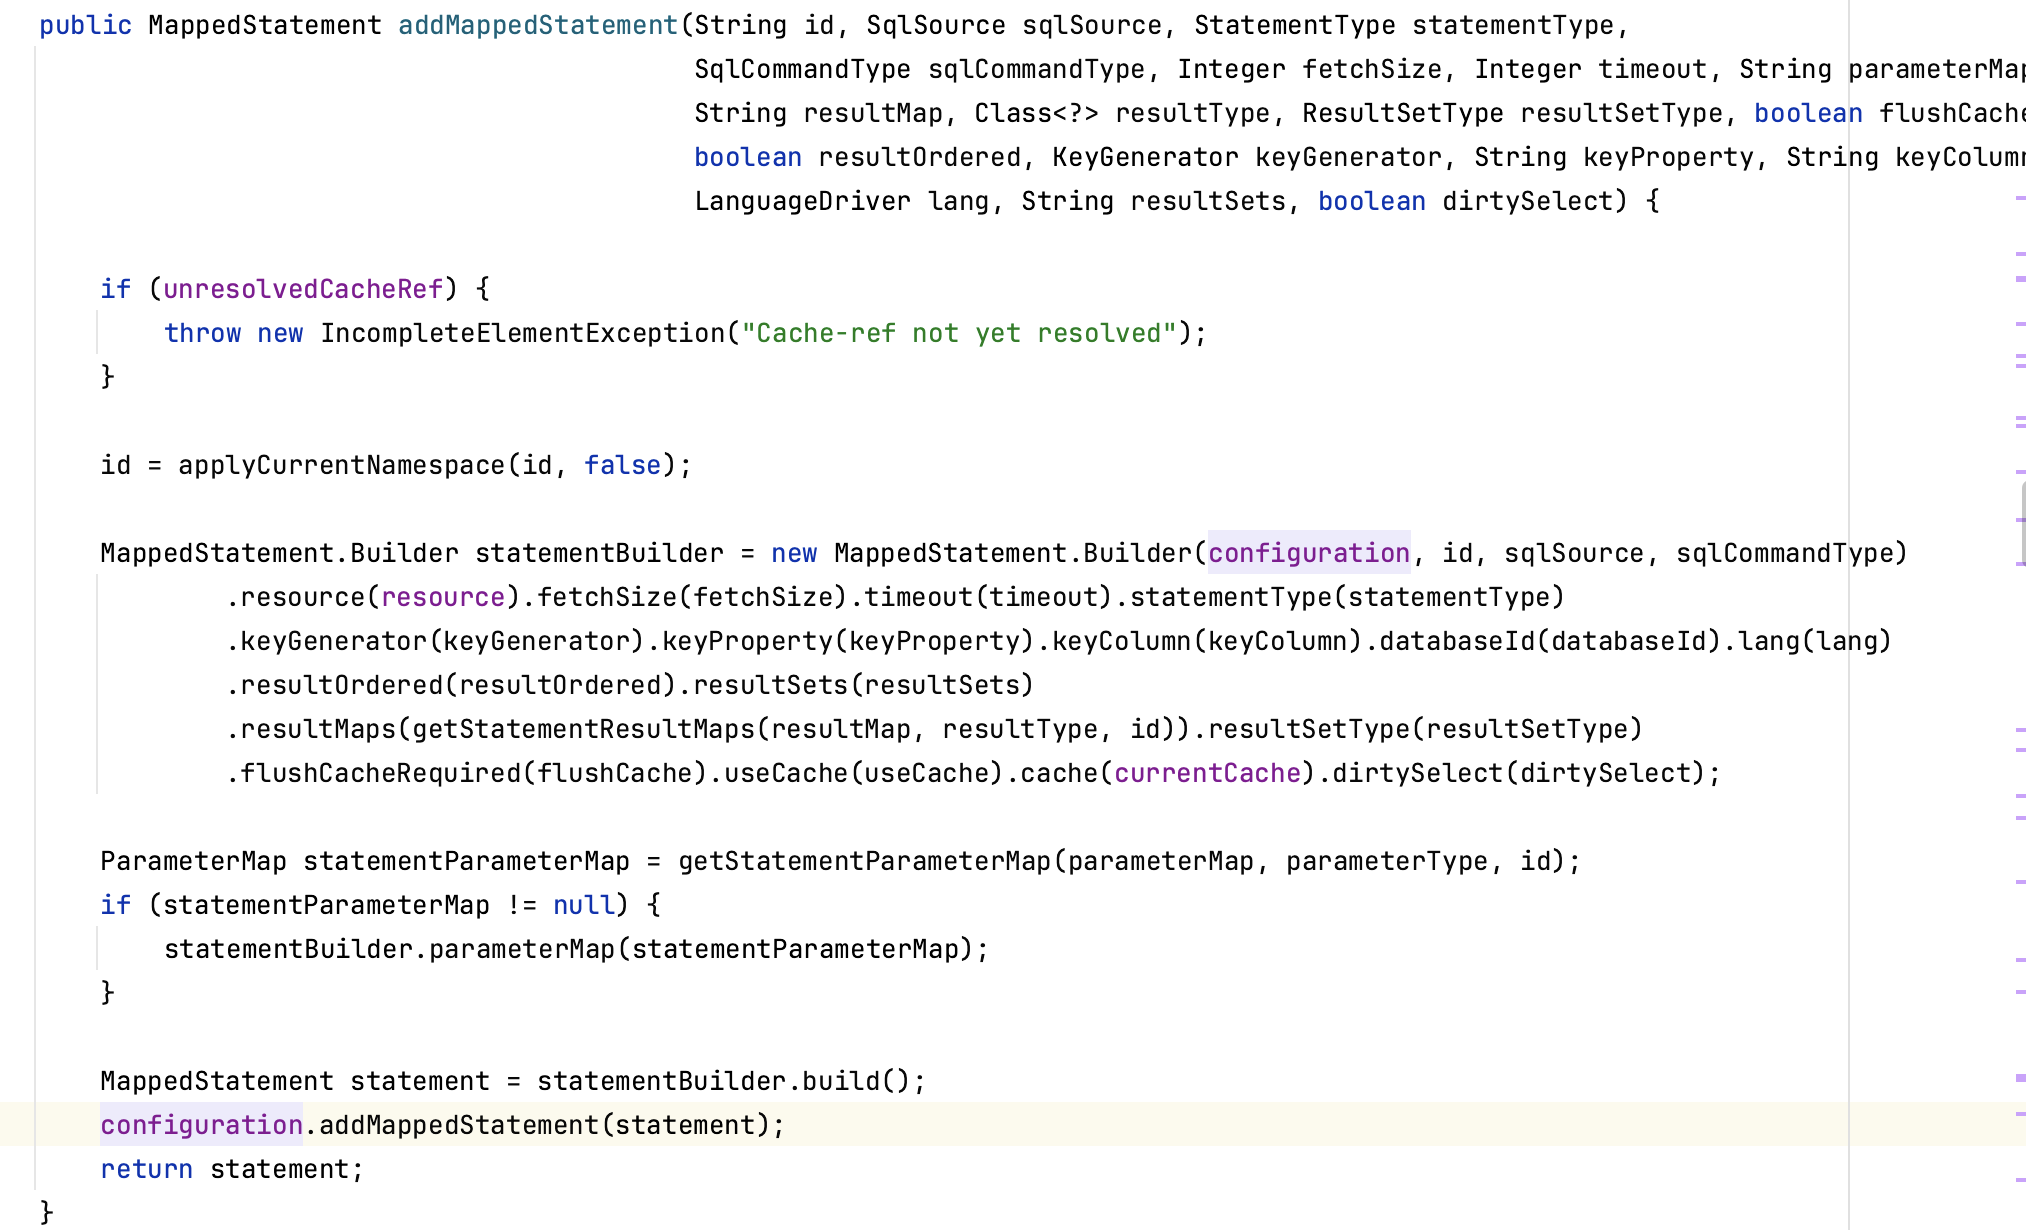 public MappedStatement addMappedStatement(String id, SqlSource sqlSource, StatementType statementType,
SqlCommandType sqlCommandType, Integer fetchSize, Integer timeout, String parameterMap
String resultMap, Class<?> resultType, ResultSetType resultSetType, boolean flushCache
boolean resultOrdered, KeyGenerator keyGenerator, String keyProperty, String keyColumn
LanguageDriver lang, String resultSets, boolean dirtySelect) {
if (unresolvedCacheRef) {
throw new IncompleteElementException("Cache-ref not yet resolved");
}
id = applyCurrentNamespace(id, false);
MappedStatement.Builder statementBuilder = new MappedStatement.Builder(configuration, id, sqlSource, sqlCommandType)
.resource(resource).fetchSize(fetchSize).timeout(timeout).statementType(statementType)
.keyGenerator(keyGenerator).keyProperty(keyProperty).keyColumn(keyColumn).databaseId(databaseId).lang(lang)
.resultOrdered(resultOrdered).resultSets(resultSets)
.resultMaps(getStatementResultMaps(resultMap, resultType, id)).resultSetType(resultSetType)
.flushCacheRequired(flushCache).useCache(useCache).cache(currentCache).dirtySelect(dirtySelect);
ParameterMap statementParameterMap = getStatementParameterMap(parameterMap, parameterType, id);
if (statementParameterMap != null) {
statementBuilder.parameterMap(statementParameterMap);
}
MappedStatement statement = statementBuilder.build();
configuration.addMappedStatement(statement);
return statement;
}